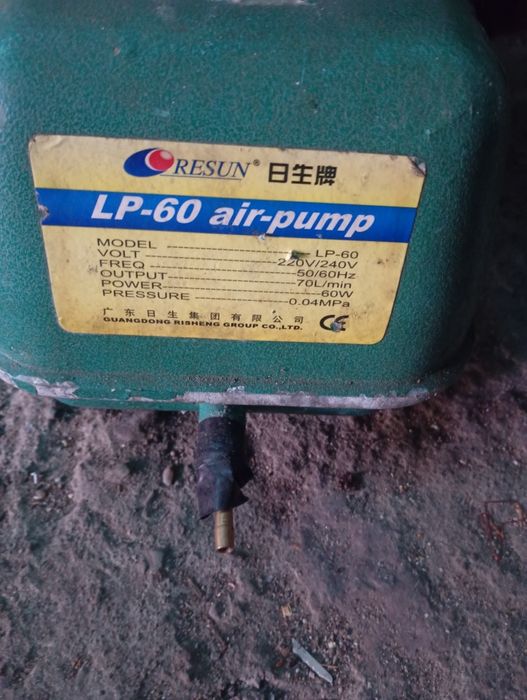 RESUN® 日生牌
LP-60 air-pump
MODEL ---------------------- LP-60
VOLT ---------------------- 220V/240V
FREQ ---------------------- 50/60Hz
OUTPUT ---------------------- 70L/min
POWER ---------------------- 60W
PRESSURE ---------------------- 0.04MPa
广东日生集团有限公司
GUANGDONG RISHENG GROUP CO.,LTD.
CE